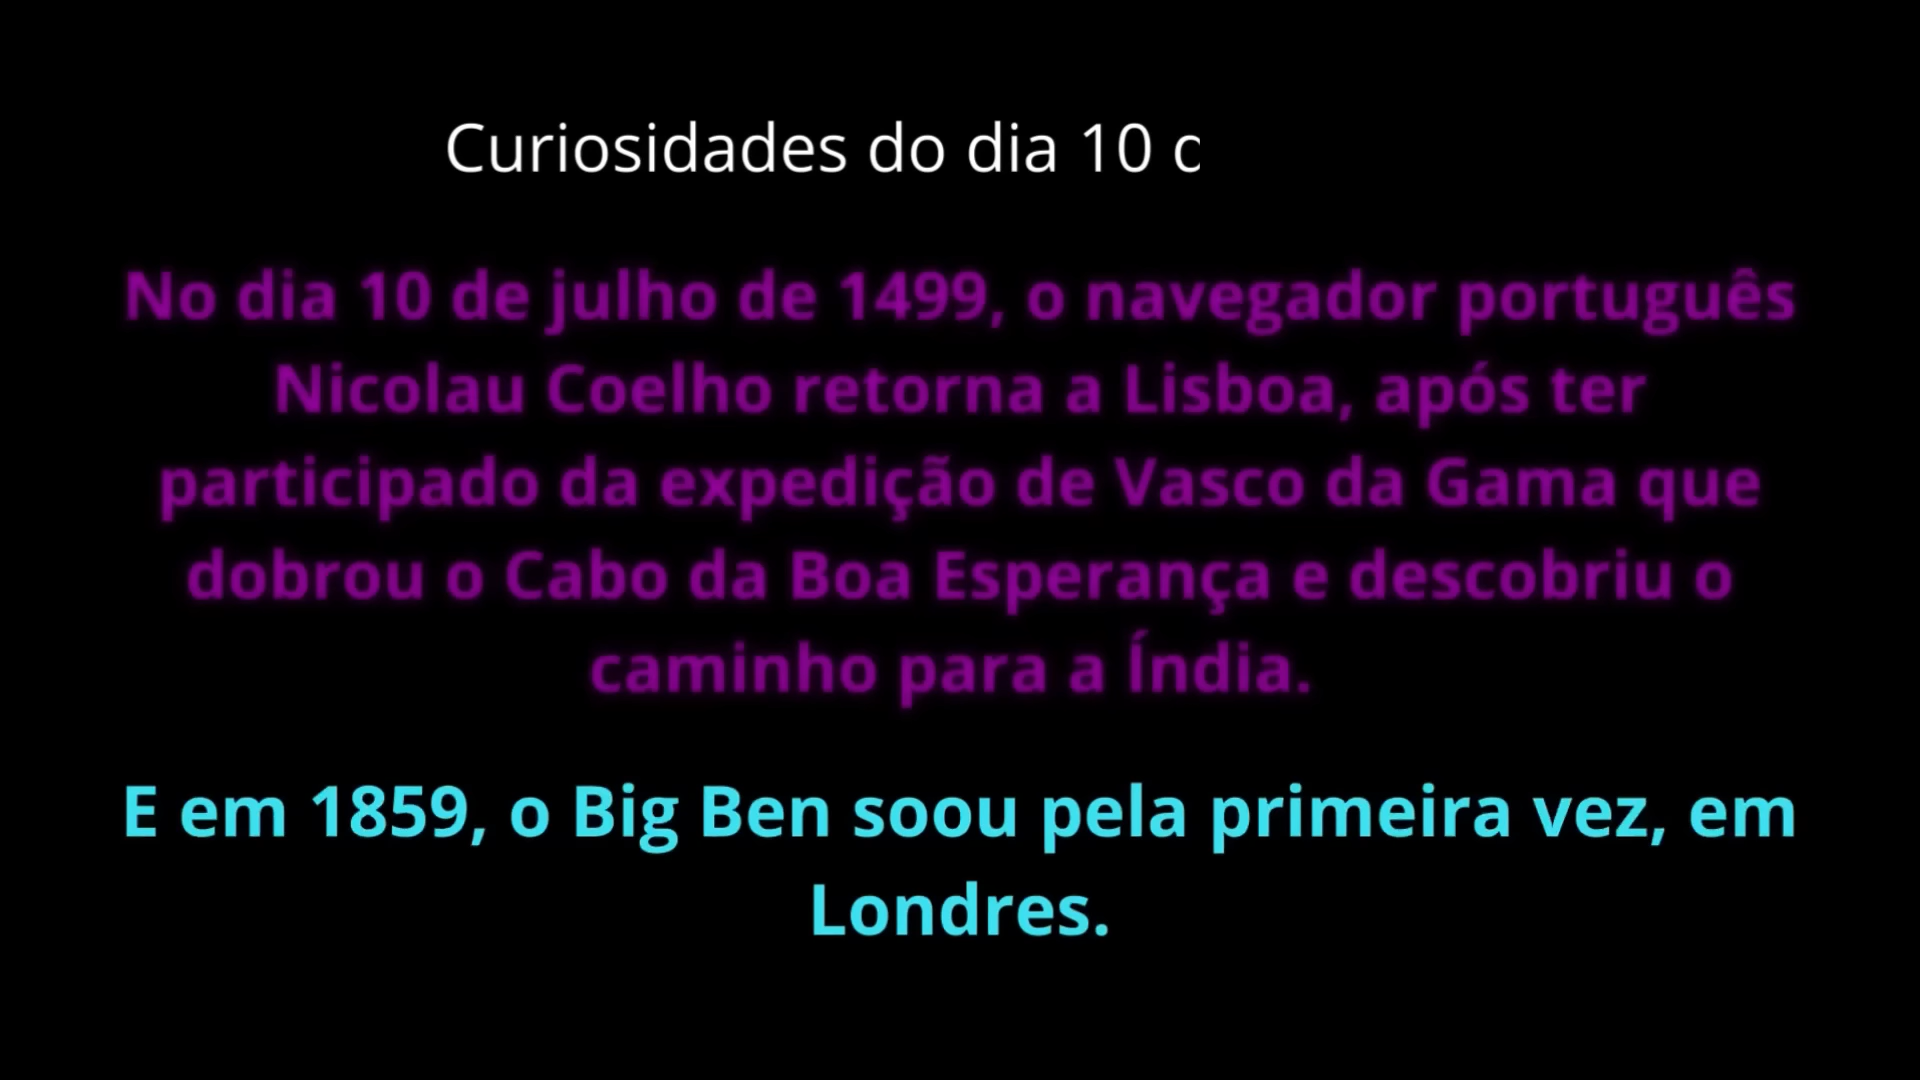 Curiosidades do dia 10
No dia 10 de julho de 1499, o navegador português
Nicolau Coelho retorna a Lisboa, após ter
participado da expedição de Vasco da Gama que
dobrou o Cabo da Boa Esperança e descobriu o
caminho para a Índia.
E em 1859, o Big Ben soou pela primeira vez, em
Londres.